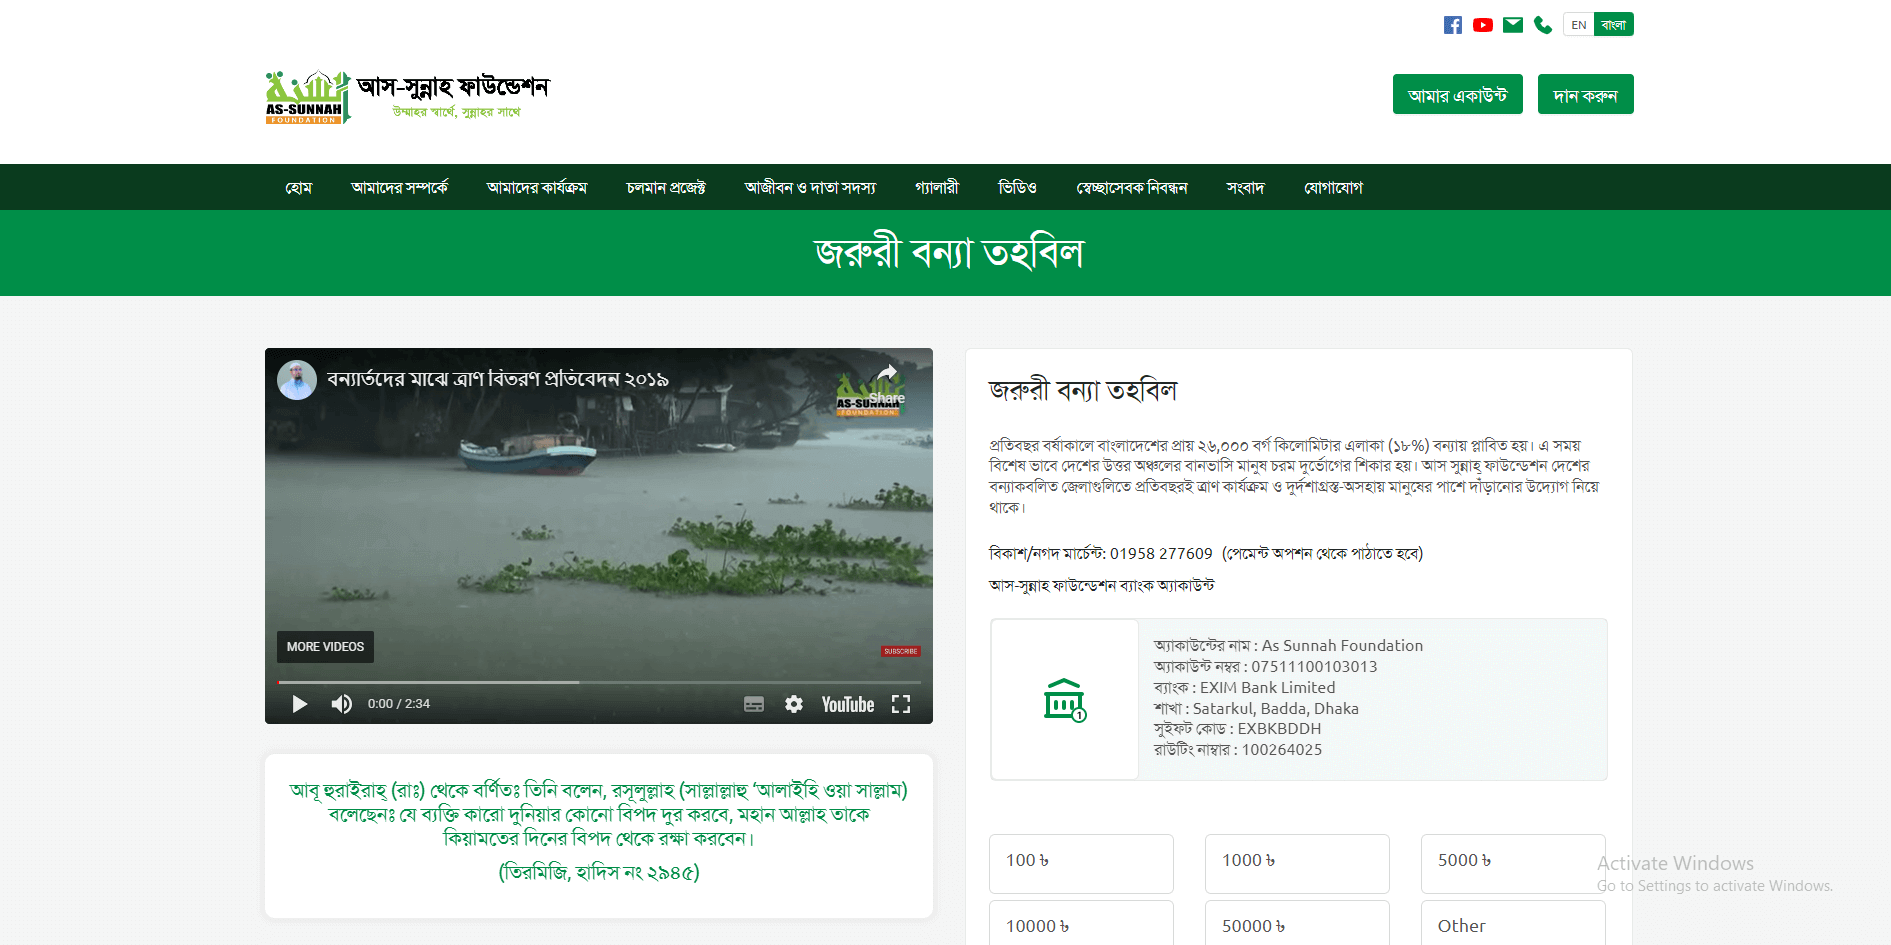 EN বাংলা
AS-SUNNAH
FOUNDATION
আস-সুন্নাহ ফাউন্ডেশন
উম্মাহর স্বার্থে, সুন্নাহর সাথে
আমার একাউন্ট
দান করুন
হোম আমাদের সম্পর্কে আমাদের কার্যক্রম চলমান প্রজেক্ট আজীবন ও দাতা সদস্য গ্যালারী ভিডিও স্বেচ্ছাসেবক নিবন্ধন সংবাদ যোগাযোগ
জরুরী বন্যা তহবিল
বন্যার্তদের মাঝে ত্রাণ বিতরণ প্রতিবেদন ২০১৯
Share
AS-SUNNAH
FOUNDATION
MORE VIDEOS
SUBSCRIBE
0:00 / 2:34
YouTube
আবূ হুরাইরাহ্ (রাঃ) থেকে বর্ণিতঃ তিনি বলেন, রসূলুল্লাহ (সাল্লাল্লাহু ‘আলাইহি ওয়া সাল্লাম)
বলেছেনঃ যে ব্যক্তি কারো দুনিয়ার কোনো বিপদ দুর করবে, মহান আল্লাহ তাকে
কিয়ামতের দিনের বিপদ থেকে রক্ষা করবেন।
(তিরমিজি, হাদিস নং ২৯৪৫)
জরুরী বন্যা তহবিল
প্রতিবছর বর্ষাকালে বাংলাদেশের প্রায় ২৬,০০০ বর্গ কিলোমিটার এলাকা (১৮%) বন্যায় প্লাবিত হয়। এ সময়
বিশেষ ভাবে দেশের উত্তর অঞ্চলের বানভাসি মানুষ চরম দুর্ভোগের শিকার হয়। আস সুন্নাহ্ ফাউন্ডেশন দেশের
বন্যাকবলিত জেলাগুলিতে প্রতিবছরই ত্রাণ কার্যক্রম ও দুর্দশাগ্রস্ত-অসহায় মানুষের পাশে দাঁড়ানোর উদ্যোগ নিয়ে
থাকে।
বিকাশ/নগদ মার্চেন্ট: 01958 277609 (পেমেন্ট অপশন থেকে পাঠাতে হবে)
আস-সুন্নাহ ফাউন্ডেশন ব্যাংক অ্যাকাউন্ট
1
অ্যাকাউন্টের নাম : As Sunnah Foundation
অ্যাকাউন্ট নম্বর : 07511100103013
ব্যাংক : EXIM Bank Limited
শাখা : Satarkul, Badda, Dhaka
সুইফট কোড : EXBKBDDH
রাউটিং নাম্বার : 100264025
100 ৳ 1000 ৳ 5000 ৳
10000 ৳ 50000 ৳ Other
Activate Windows
Go to Settings to activate Windows.